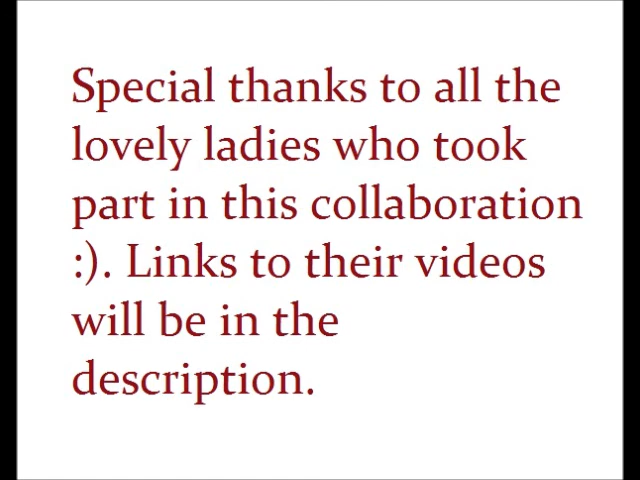 Special thanks to all the
lovely ladies who took
part in this collaboration
:). Links to their videos
will be in the
description.